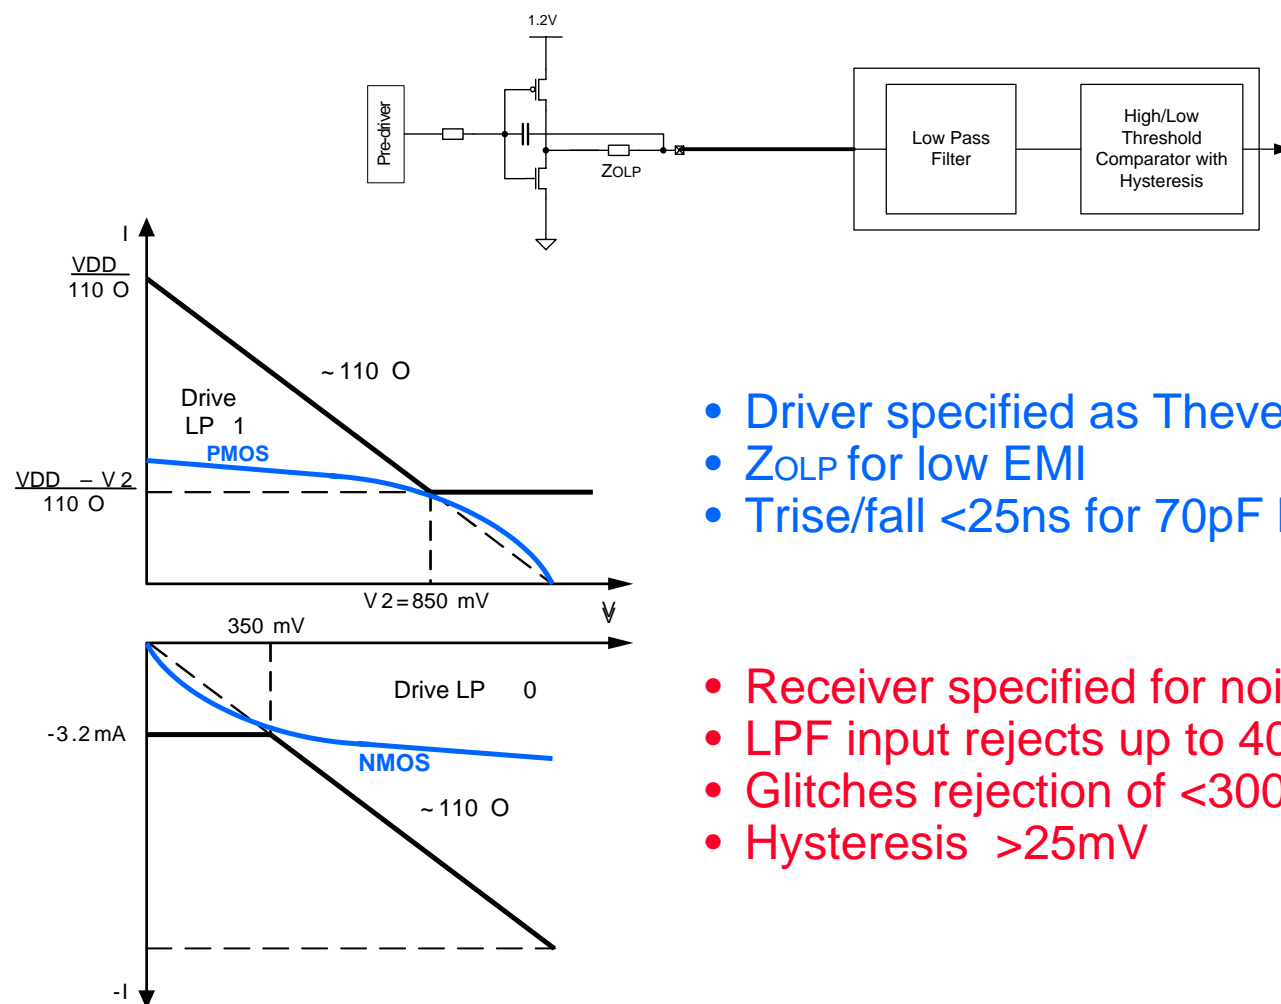 1.2V
Pre-driver
ZOLP
Low Pass
Filter
High/Low
Threshold
Comparator with
Hysteresis
I
VDD
110 O
~110 O
Drive
LP 1
PMOS
VDD – V2
110 O
V2=850 mV
V
350 mV
Drive LP 0
-3.2mA
NMOS
~110 O
-I
• Driver specified as Theve
• ZOLP for low EMI
• Trise/fall <25ns for 70pF
• Receiver specified for noi
• LPF input rejects up to 40
• Glitches rejection of <300
• Hysteresis >25mV